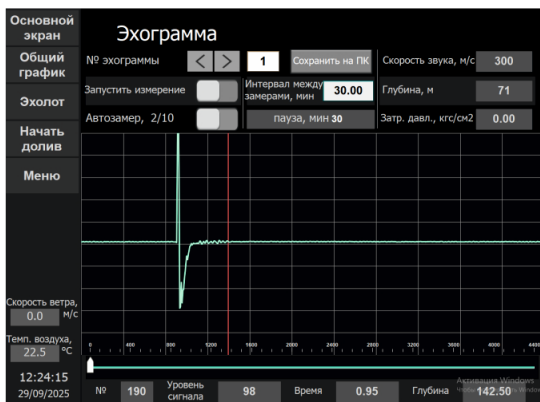 Основной экран
Эхограмма
Общий график
№ эхограммы
<
>
1
Сохранить на ПК
Скорость звука, м/с
300
Эхолот
Запустить измерение
Интервал между замерами, мин
30.00
Глубина, м
71
Автозамер, 2/10
пауза, мин 30
Затр. давл., кгс/см2
0.00
Начать долив
Меню
Скорость ветра,
0.0 м/с
Темп. воздуха,
22.5 °C
0 400 800 1200 1600 2000 2400 2800 3200 3600 4000 4400
12:24:15
29/09/2025
№
190
Уровень сигнала
98
Время
0.95
Глубина
142.50
Активация Windows